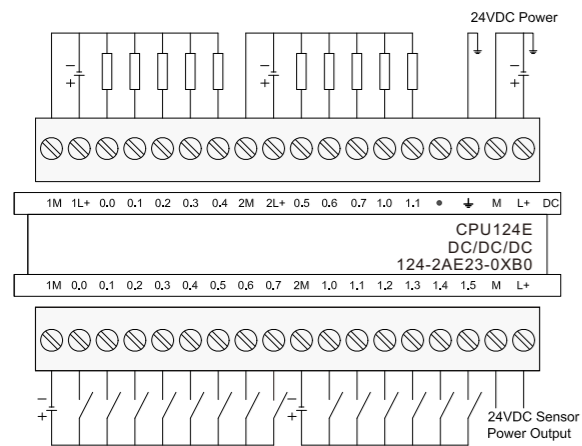 24VDC Power
− − −
+ + +
1M 1L+ 0.0 0.1 0.2 0.3 0.4 2M 2L+ 0.5 0.6 0.7 1.0 1.1 • M L+ DC
CPU124E
DC/DC/DC
124-2AE23-0XB0
1M 0.0 0.1 0.2 0.3 0.4 0.5 0.6 0.7 2M 1.0 1.1 1.2 1.3 1.4 1.5 M L+
− −
+ +
24VDC Sensor
Power Output